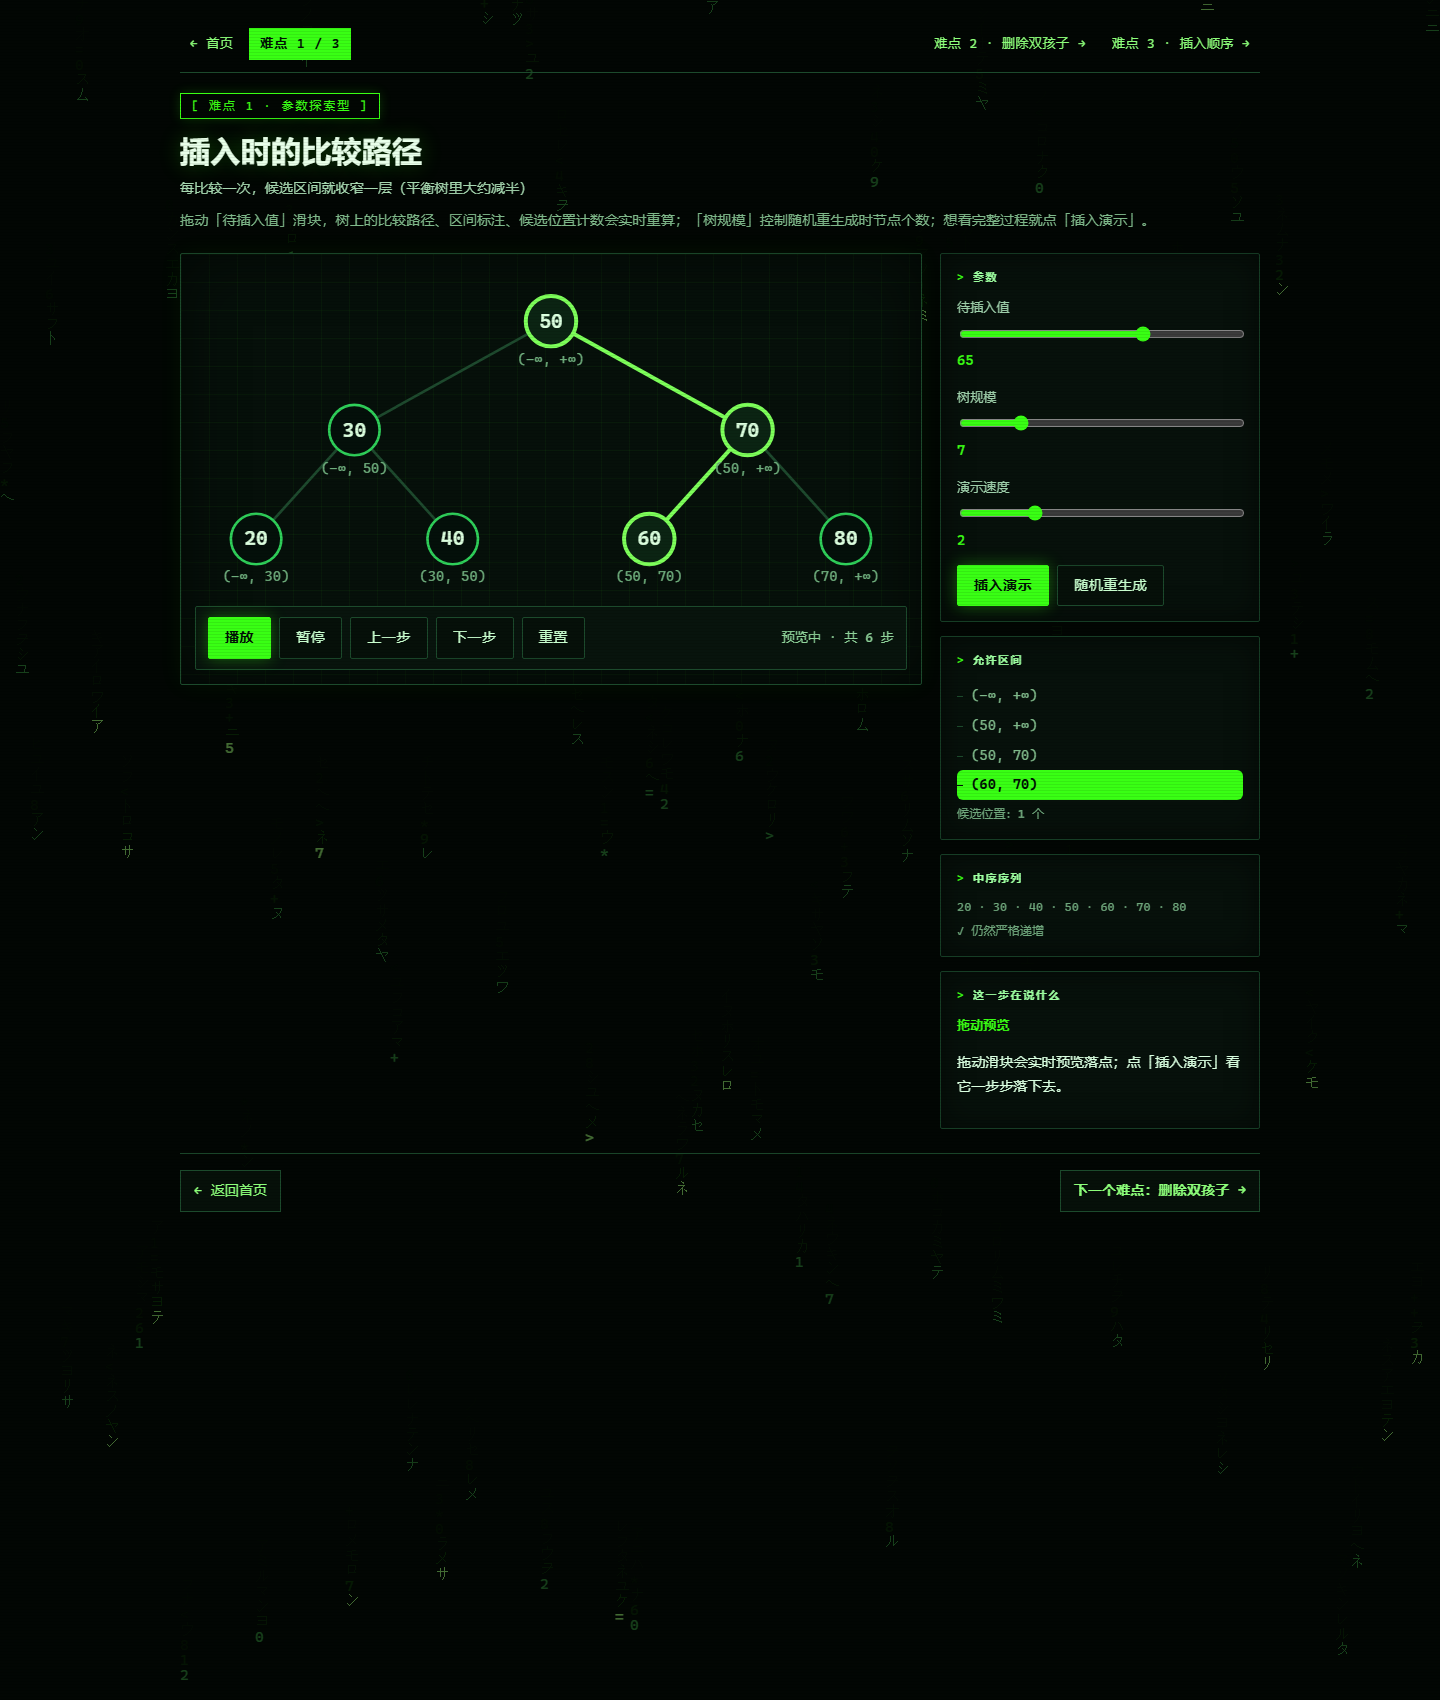 ← 首页
难点 1 / 3
难点 2 · 删除双孩子 →
难点 3 · 插入顺序 →
[ 难点 1 · 参数探索型 ]
插入时的比较路径
每比较一次，候选区间就收窄一层（平衡树里大约减半）
拖动「待插入值」滑块，树上的比较路径、区间标注、候选位置计数会实时重算；「树规模」控制随机重生成时节点个数；想看完整过程就点「插入演示」。
50
(−∞, +∞)
30
70
(−∞, 50)
(50, +∞)
20
40
60
80
(−∞, 30)
(30, 50)
(50, 70)
(70, +∞)
播放
暂停
上一步
下一步
重置
预览中 · 共 6 步
> 参数
待插入值
65
树规模
7
演示速度
2
插入演示
随机重生成
> 允许区间
— (−∞, +∞)
— (50, +∞)
— (50, 70)
— (60, 70)
候选位置: 1 个
> 中序序列
20 · 30 · 40 · 50 · 60 · 70 · 80
✓ 仍然严格递增
> 这一步在说什么
拖动预览
拖动滑块会实时预览落点；点「插入演示」看
它一步步落下去。
← 返回首页
下一个难点：删除双孩子 →